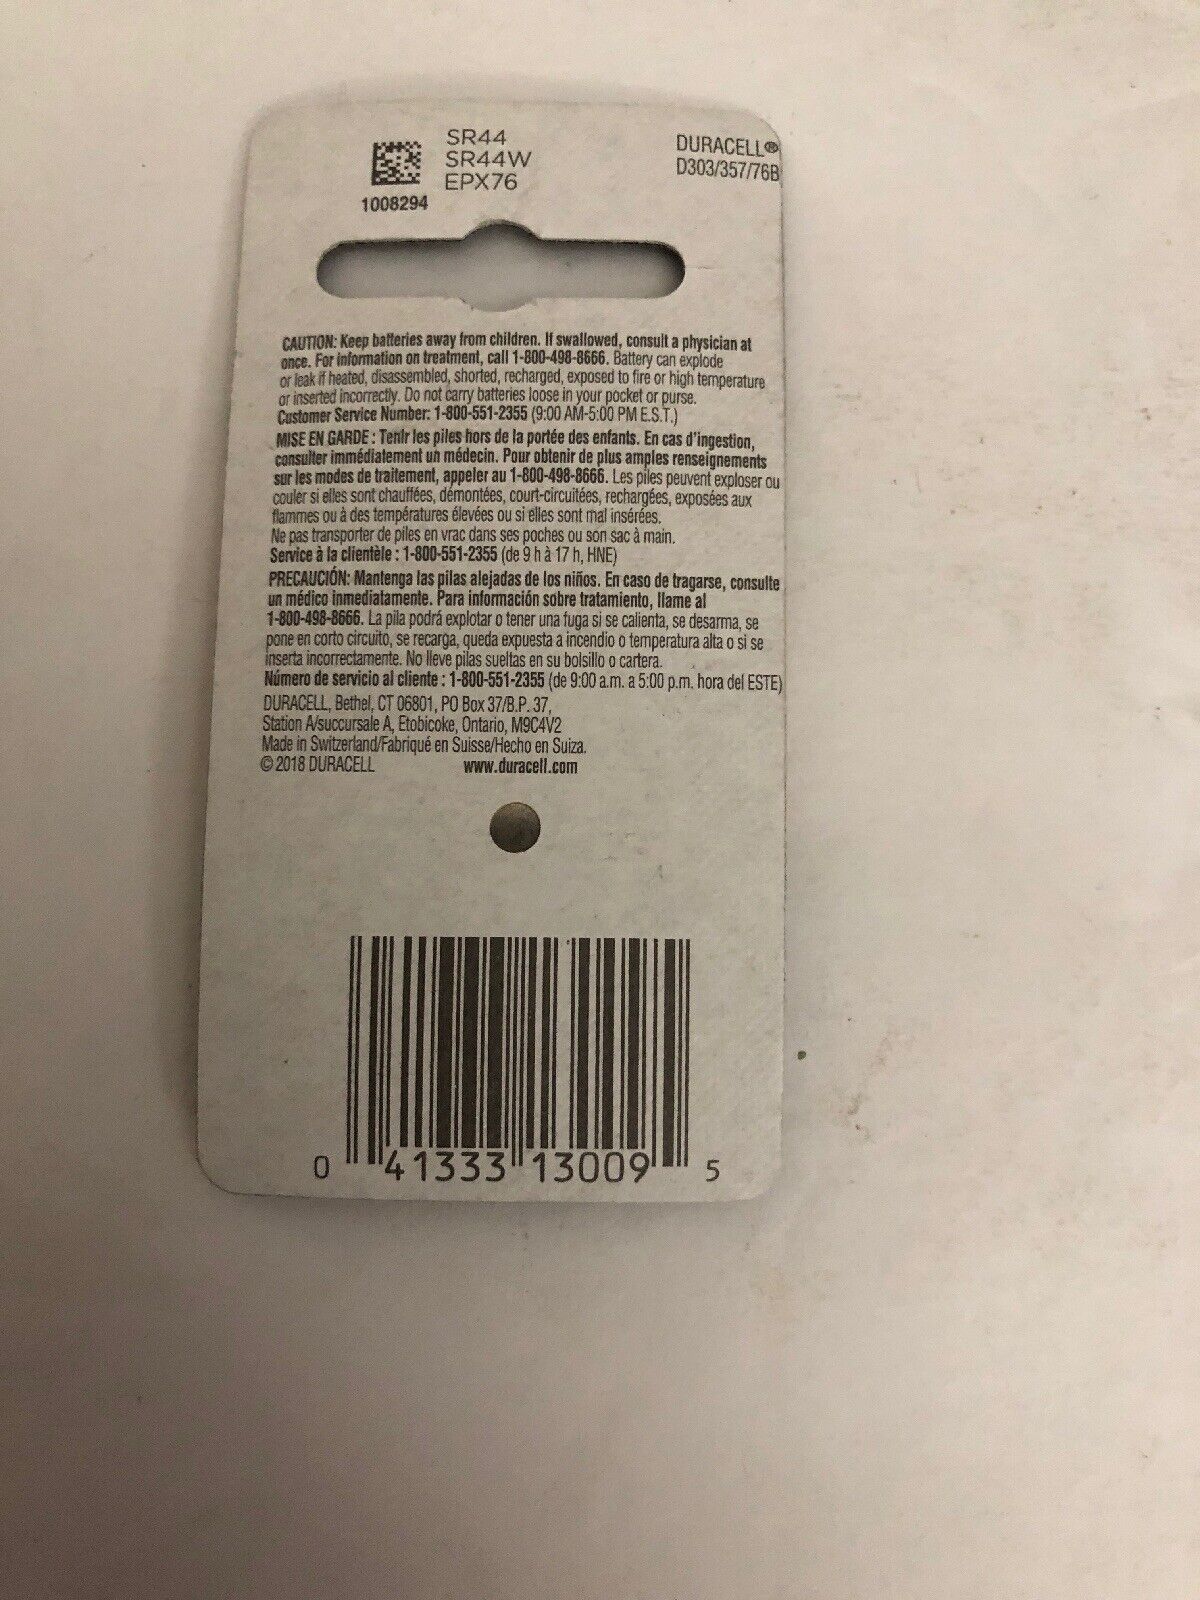 SR44
SR44W
EPX76
1008294
DURACELL®
D303/357/76B
CAUTION: Keep batteries away from children. If swallowed, consult a physician at
once. For information on treatment, call 1-800-498-8666. Battery can explode
or leak if heated, disassembled, shorted, recharged, exposed to fire or high temperature
or inserted incorrectly. Do not carry batteries loose in your pocket or purse.
Customer Service Number: 1-800-551-2355 (9:00 AM-5:00 PM E.S.T.)
MISE EN GARDE : Tenir les piles hors de la portée des enfants. En cas d'ingestion,
consulter immédiatement un médecin. Pour obtenir de plus amples renseignements
sur les modes de traitement, appeler au 1-800-498-8666. Les piles peuvent exploser ou
couler si elles sont chauffées, démontées, court-circuitées, rechargées, exposées aux
flammes ou à des températures élevées ou si elles sont mal insérées.
Ne pas transporter de piles en vrac dans ses poches ou son sac à main.
Service à la clientèle : 1-800-551-2355 (de 9 h à 17 h, HNE)
PRECAUCIÓN: Mantenga las pilas alejadas de los niños. En caso de tragarse, consulte
un médico inmediatamente. Para información sobre tratamiento, llame al
1-800-498-8666. La pila podrá explotar o tener una fuga si se calienta, se desarma, se
pone en corto circuito, se recarga, queda expuesta a incendio o temperatura alta o si se
inserta incorrectamente. No lleve pilas sueltas en su bolsillo o cartera.
Número de servicio al cliente : 1-800-551-2355 (de 9:00 a.m. a 5:00 p.m. hora del ESTE)
DURACELL, Bethel, CT 06801, PO Box 37/B.P. 37,
Station A/succursale A, Etobicoke, Ontario, M9C4V2
Made in Switzerland/Fabriqué en Suisse/Hecho en Suiza.
© 2018 DURACELL www.duracell.com
0 41333 13009 5